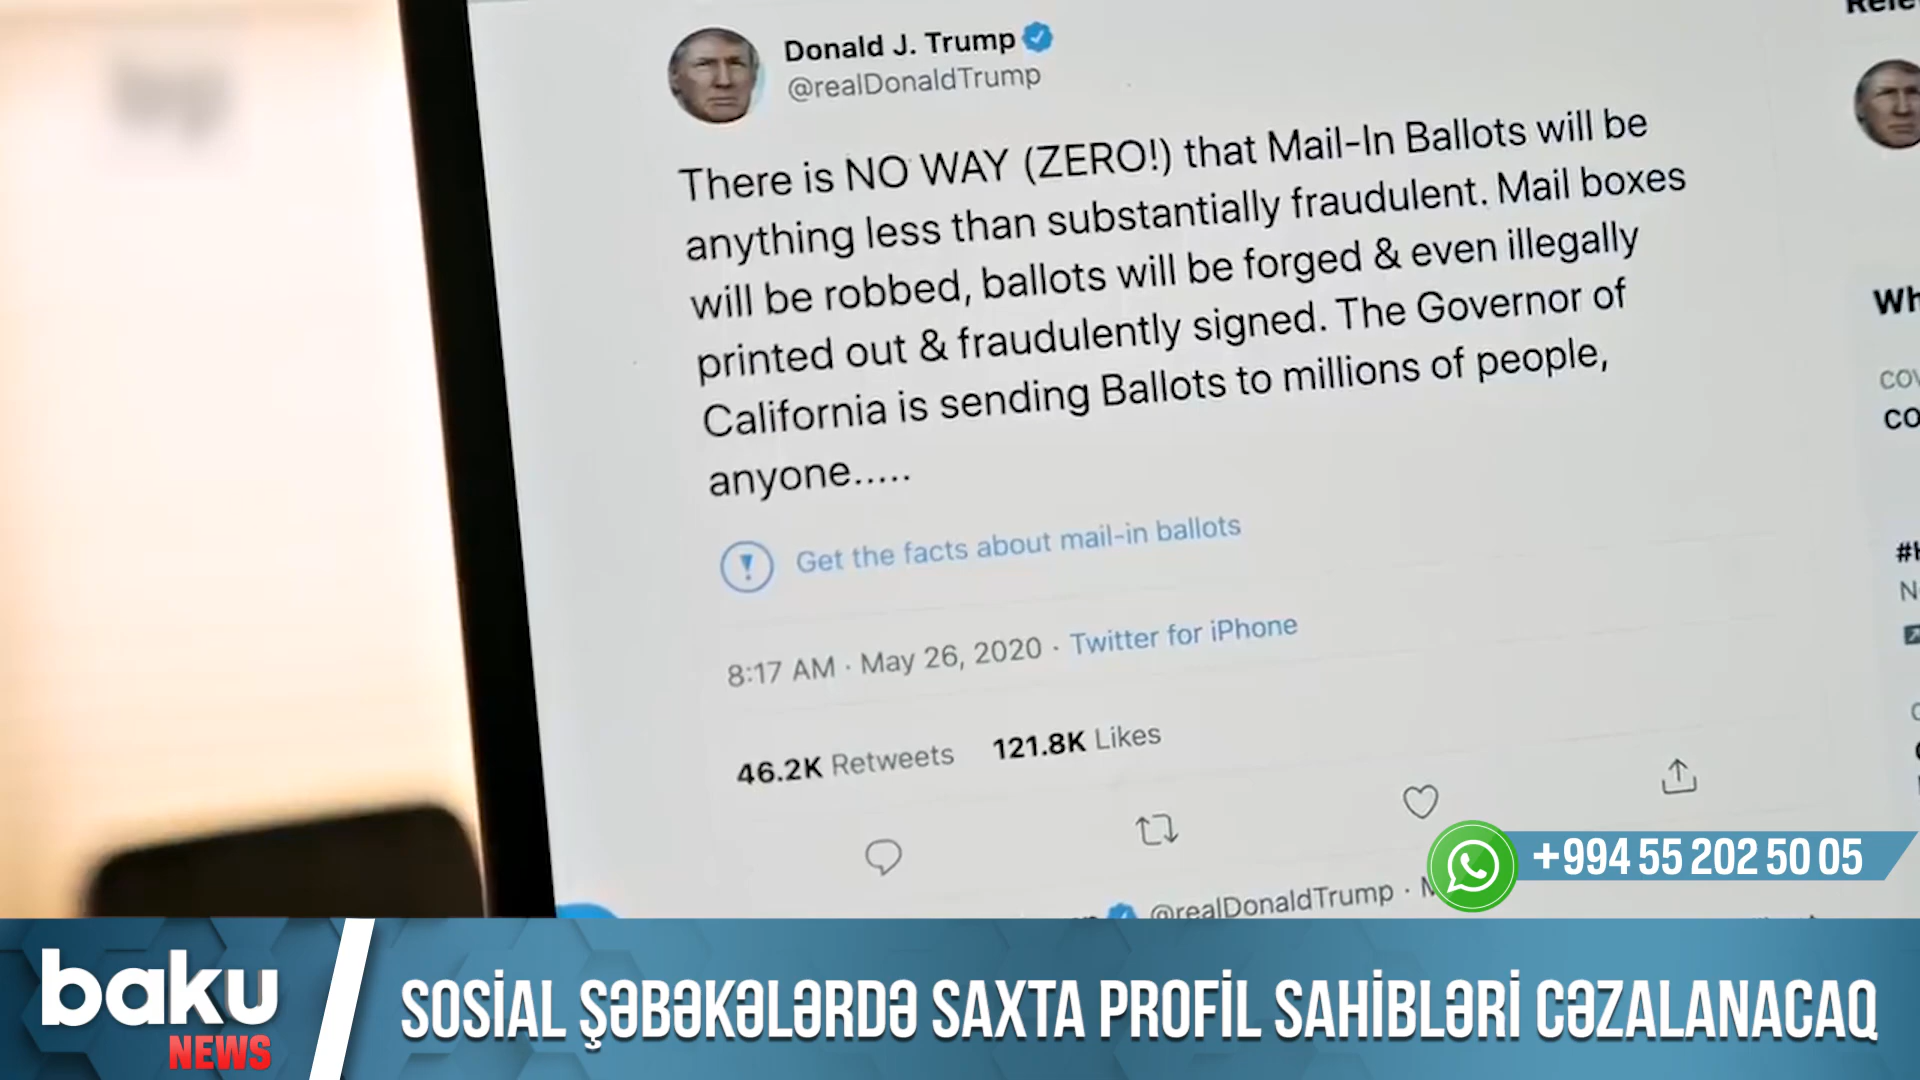 Donald J. Trump
@realDonaldTrump
There is NO WAY (ZERO!) that Mail-In Ballots will be
anything less than substantially fraudulent. Mail boxes
will be robbed, ballots will be forged & even illegally
printed out & fraudulently signed. The Governor of
California is sending Ballots to millions of people,
anyone.....
Get the facts about mail-in ballots
8:17 AM · May 26, 2020 · Twitter for iPhone
46.2K Retweets 121.8K Likes
@realDonaldTrump ·
+994 55 202 50 05
baku
NEWS
SOSİAL ŞƏBƏKƏLƏRDƏ SAXTA PROFİL SAHİBLƏRİ CƏZALANACAQ